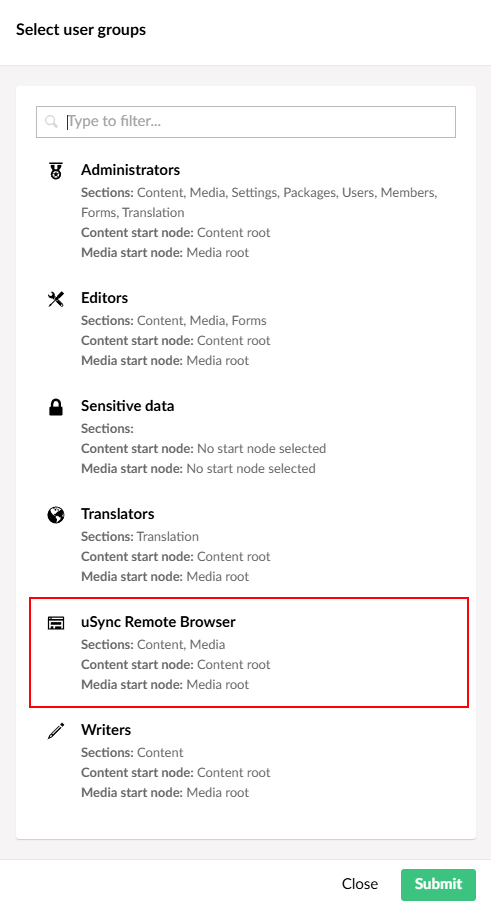 Select user groups
Type to filter...
Administrators
Sections: Content, Media, Settings, Packages, Users, Members,
Forms, Translation
Content start node: Content root
Media start node: Media root
Editors
Sections: Content, Media, Forms
Content start node: Content root
Media start node: Media root
Sensitive data
Sections:
Content start node: No start node selected
Media start node: No start node selected
Translators
Sections: Translation
Content start node: Content root
Media start node: Media root
uSync Remote Browser
Sections: Content, Media
Content start node: Content root
Media start node: Media root
Writers
Sections: Content
Content start node: Content root
Media start node: Media root
Close
Submit